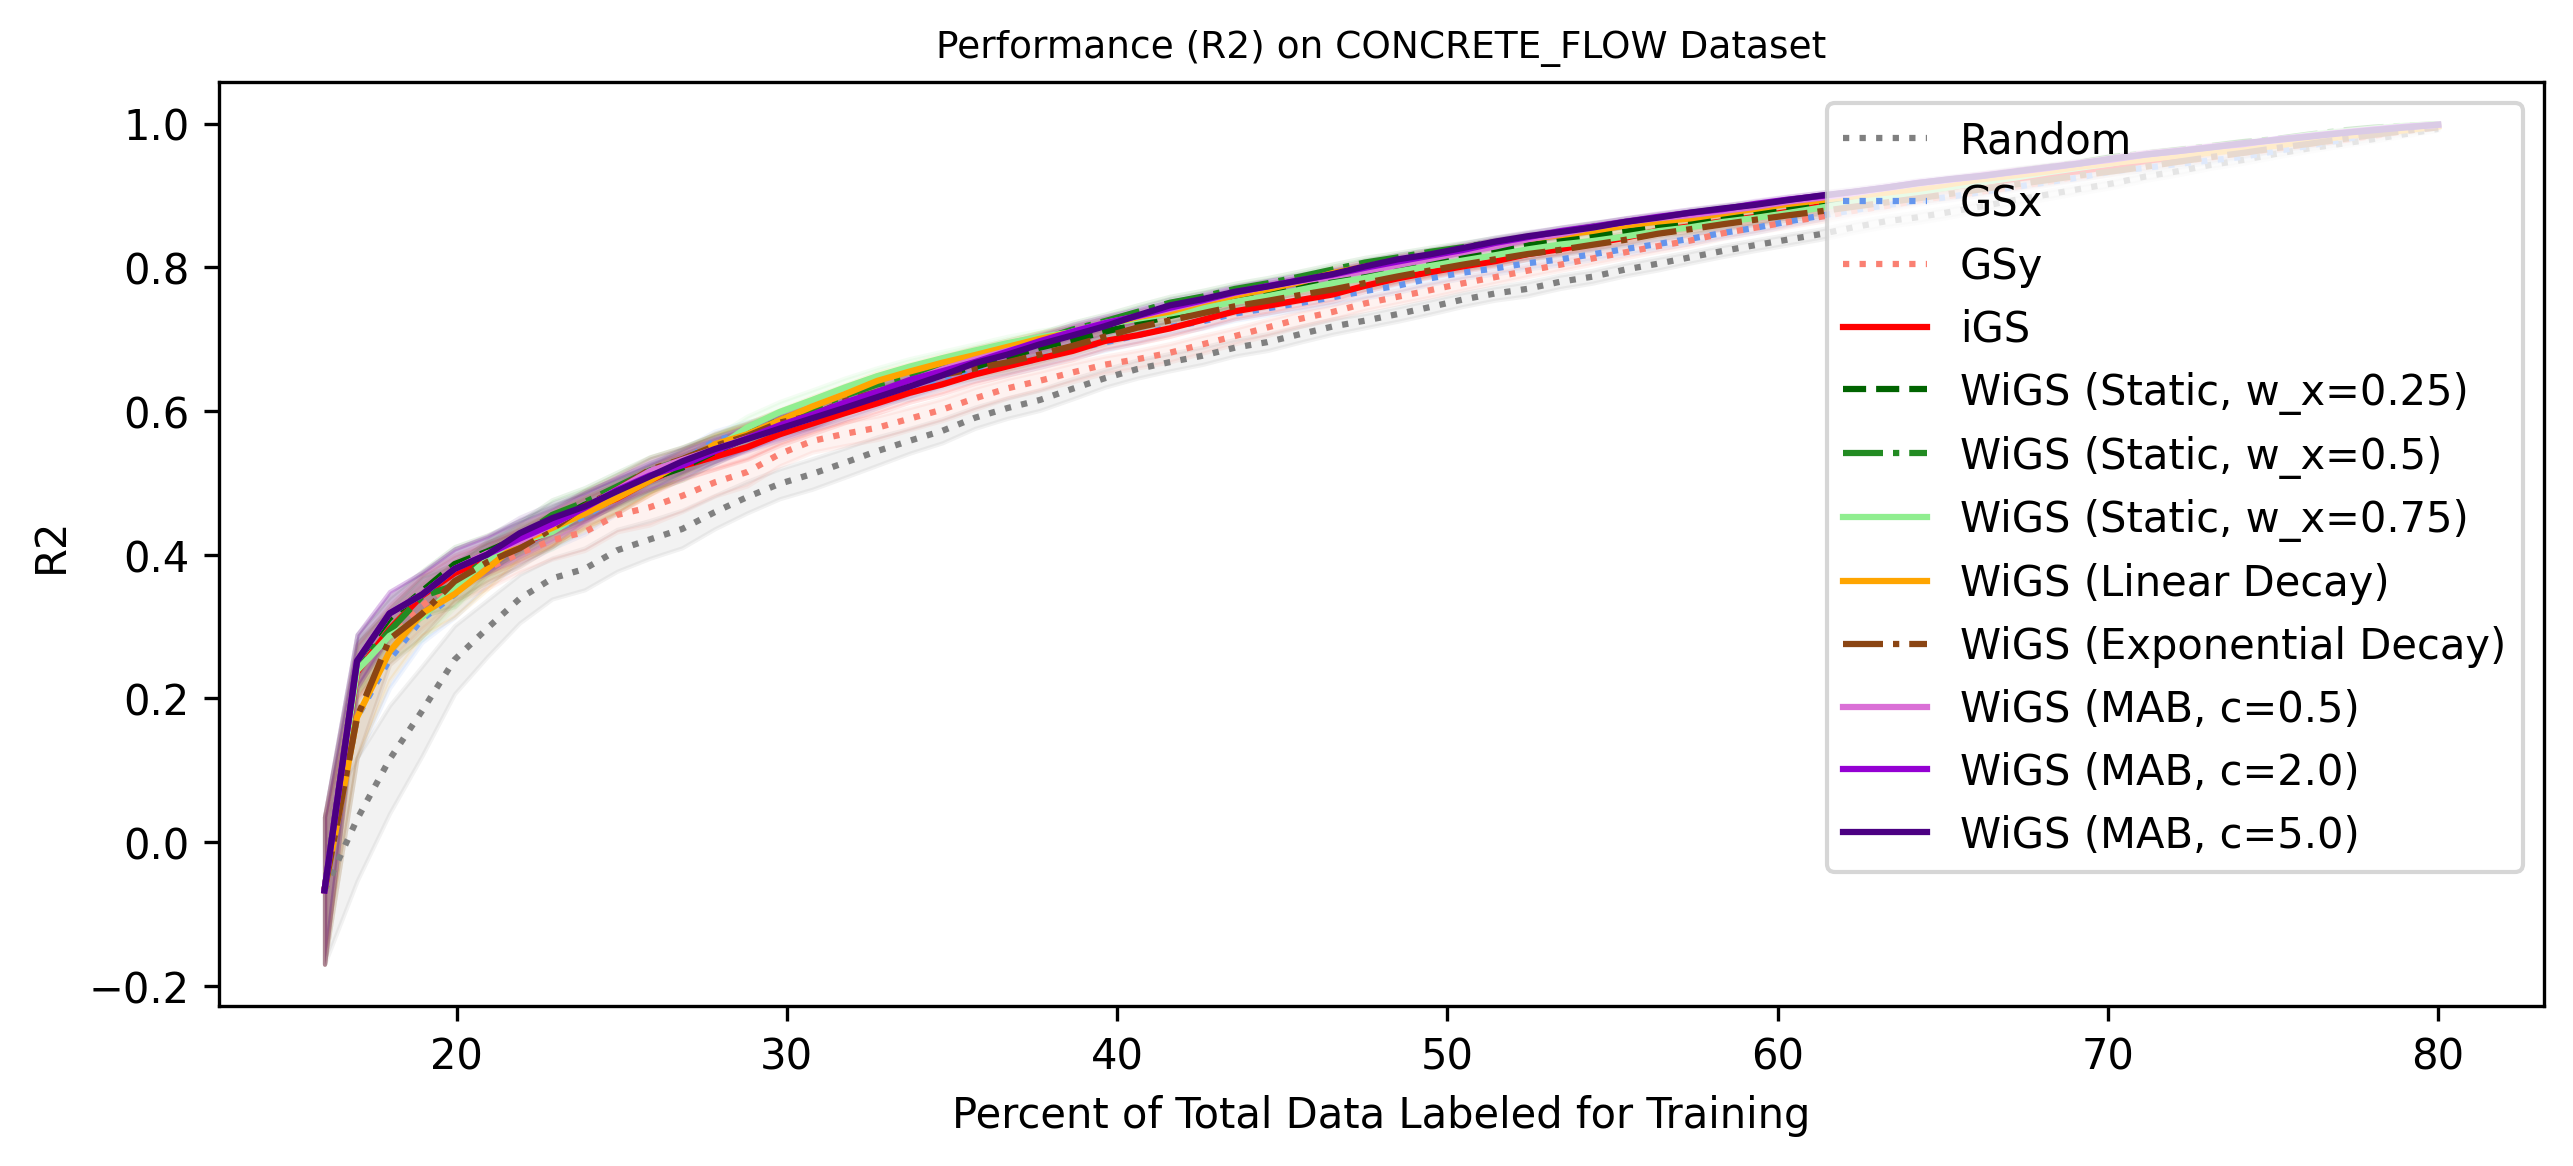 Performance (R2) on CONCRETE_FLOW Dataset
1.0
0.8
0.6
0.4
0.2
0.0
−0.2
R2
20 30 40 50 60 70 80
Percent of Total Data Labeled for Training
Random
GSx
GSy
iGS
WiGS (Static, w_x=0.25)
WiGS (Static, w_x=0.5)
WiGS (Static, w_x=0.75)
WiGS (Linear Decay)
WiGS (Exponential Decay)
WiGS (MAB, c=0.5)
WiGS (MAB, c=2.0)
WiGS (MAB, c=5.0)